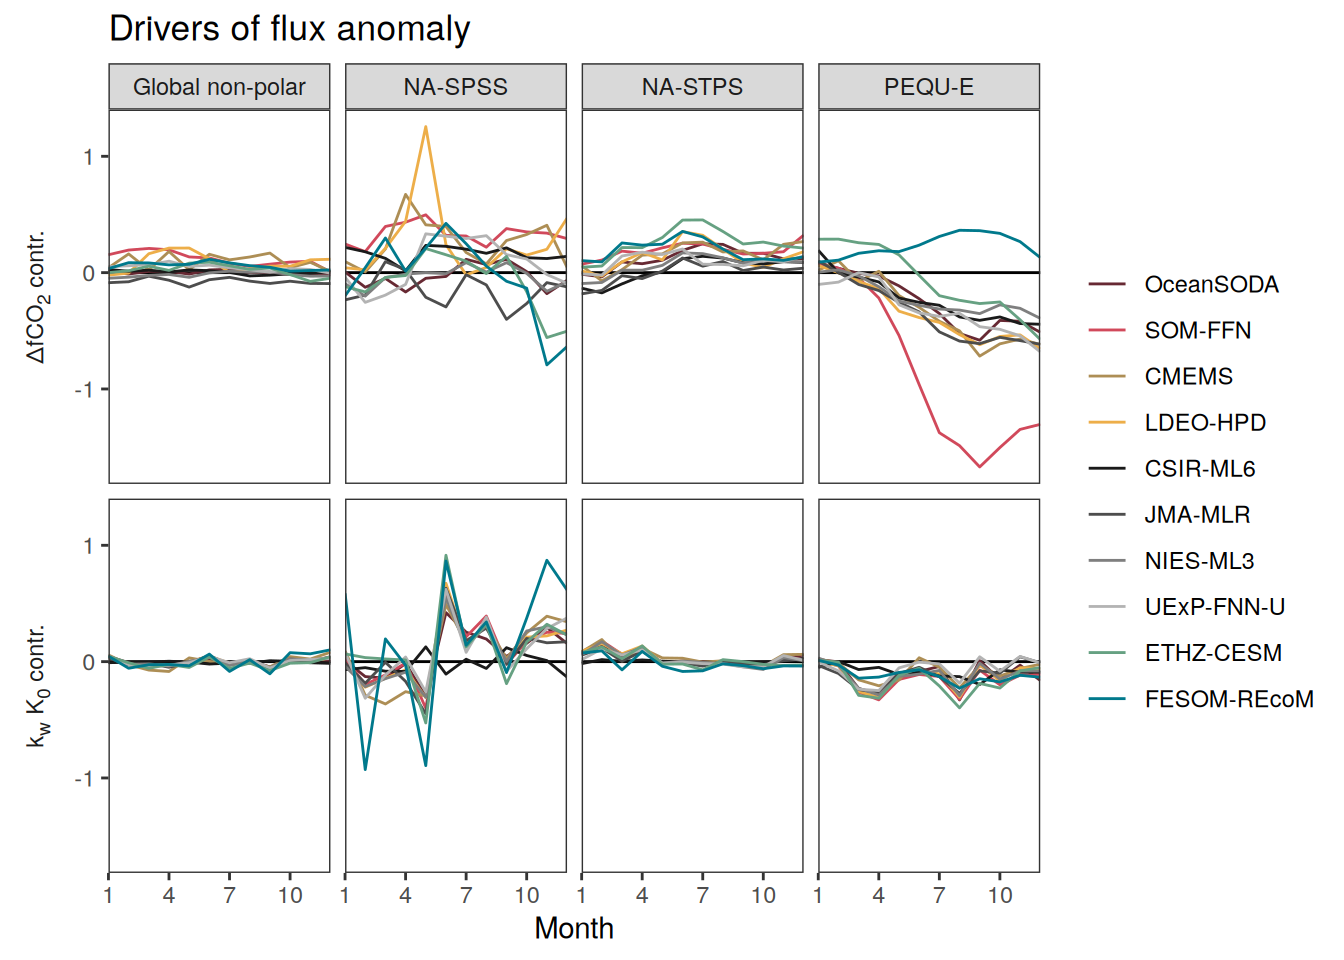 Drivers of flux anomaly
Global non-polar NA-SPSS NA-STPS PEQU-E
ΔfCO2 contr.
1
0
-1
kw K0 contr.
1
0
-1
1 4 7 10 1 4 7 10 1 4 7 10 1 4 7 10
Month
OceanSODA
SOM-FFN
CMEMS
LDEO-HPD
CSIR-ML6
JMA-MLR
NIES-ML3
UExP-FNN-U
ETHZ-CESM
FESOM-REcoM